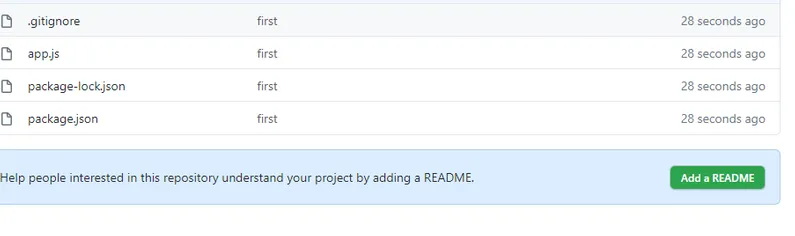 .gitignore first 28 seconds ago
app.js first 28 seconds ago
package-lock.json first 28 seconds ago
package.json first 28 seconds ago
Help people interested in this repository understand your project by adding a README. Add a README